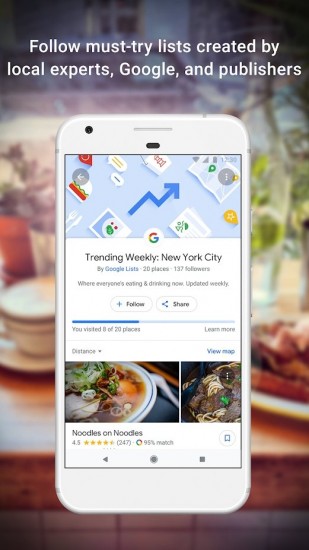 Follow must-try lists created by
local experts, Google, and publishers
Trending Weekly: New York City
By Google Lists · 20 places · 137 followers
Where everyone's eating & drinking now. Updated weekly.
+ Follow
Share
You visited 8 of 20 places
Learn more
Distance
View map
Noodles on Noodles
4.5 (247) · 95% match